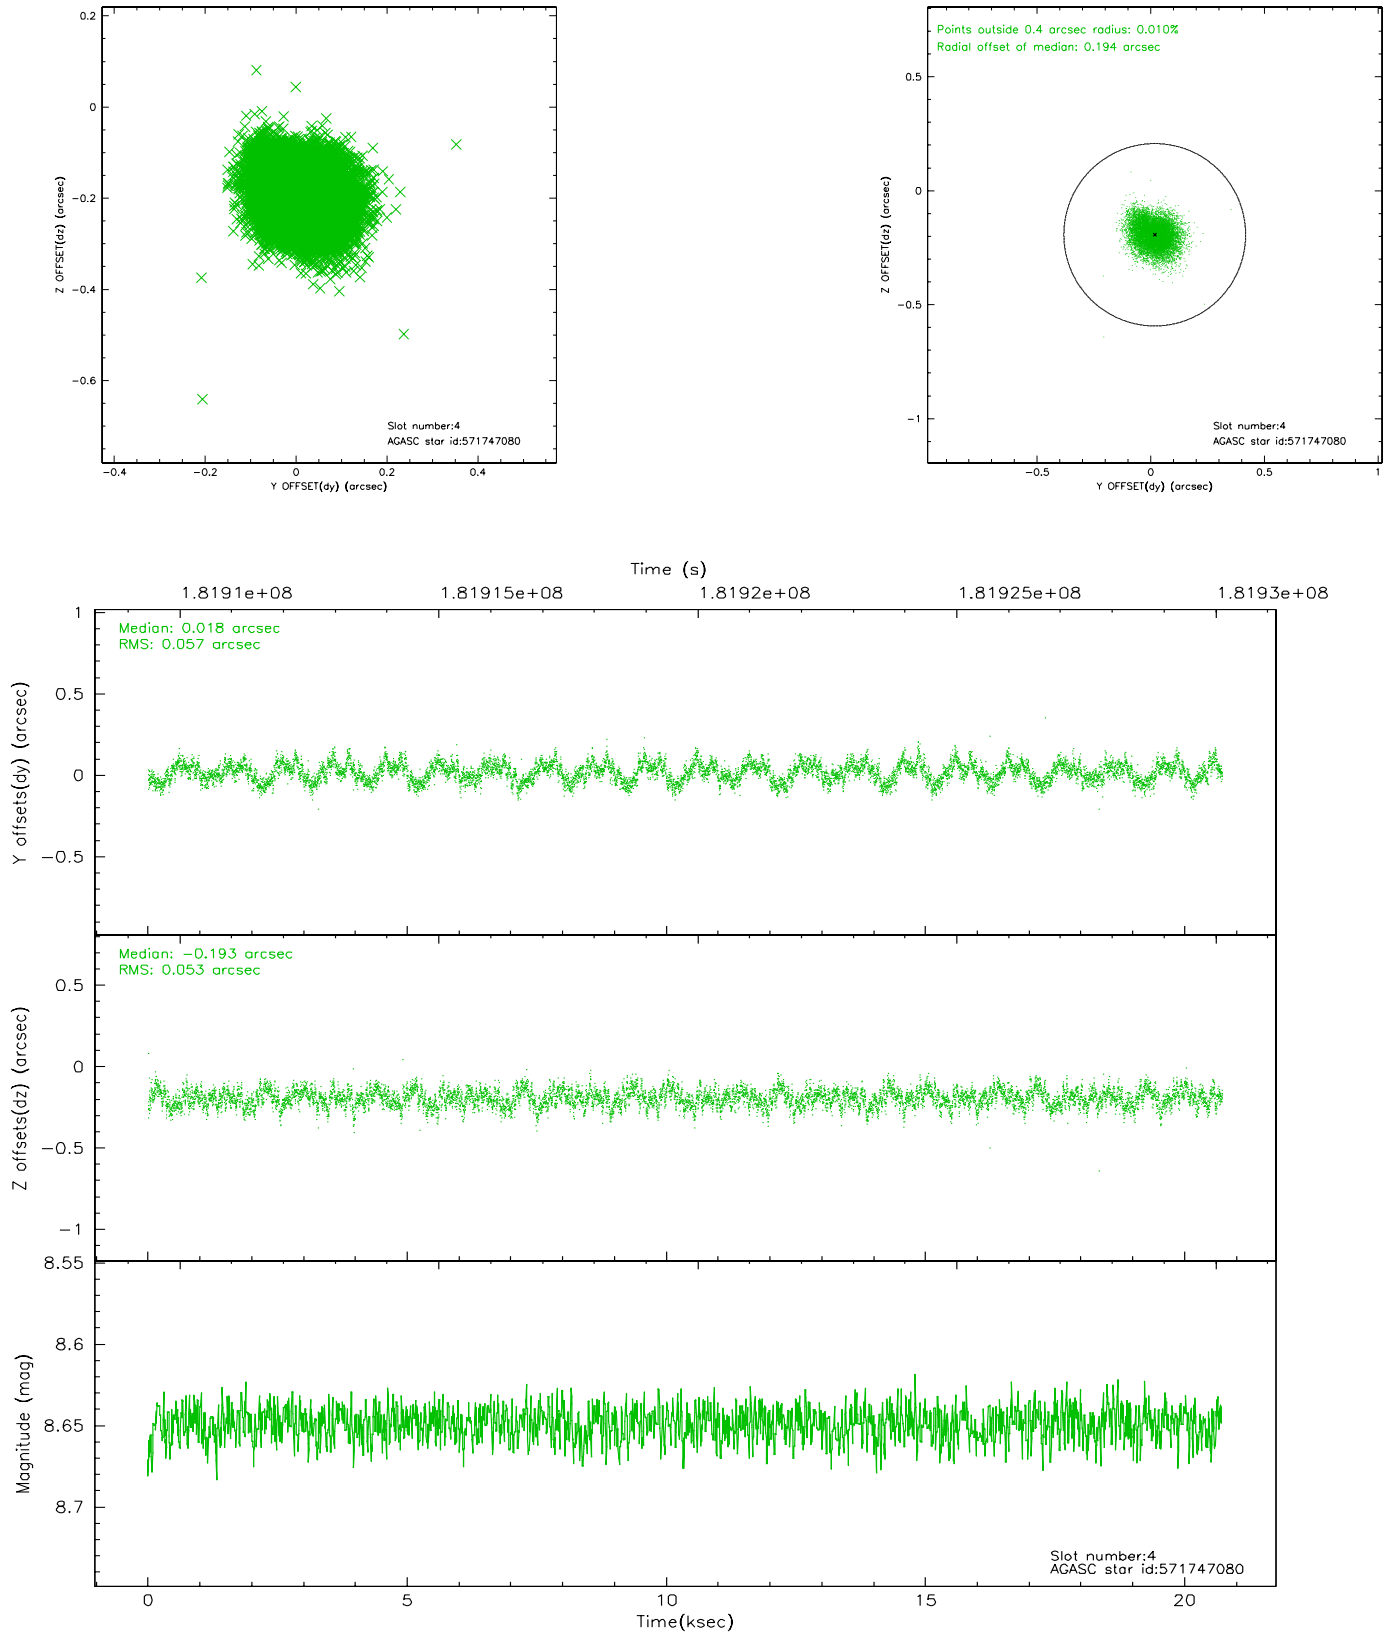 0.2
0
−0.2
−0.4
−0.6
Z OFFSET(dz) (arcsec)
−0.4
−0.2
0
0.2
0.4
Y OFFSET(dy) (arcsec)
Slot number:4
AGASC star id:571747080
Points outside 0.4 arcsec radius: 0.010%
Radial offset of median: 0.194 arcsec
0.5
0
−0.5
−1
Z OFFSET(dz) (arcsec)
−0.5
0
0.5
1
Y OFFSET(dy) (arcsec)
Slot number:4
AGASC star id:571747080
Time (s)
1.8191e+08
1.81915e+08
1.8192e+08
1.81925e+08
1.8193e+08
Median: 0.018 arcsec
RMS: 0.057 arcsec
1
0.5
0
−0.5
Y offsets(dy) (arcsec)
Median: −0.193 arcsec
RMS: 0.053 arcsec
0.5
0
−0.5
−1
Z offsets(dz) (arcsec)
8.55
8.6
8.65
8.7
Magnitude (mag)
Slot number:4
AGASC star id:571747080
0
5
10
15
20
Time(ksec)